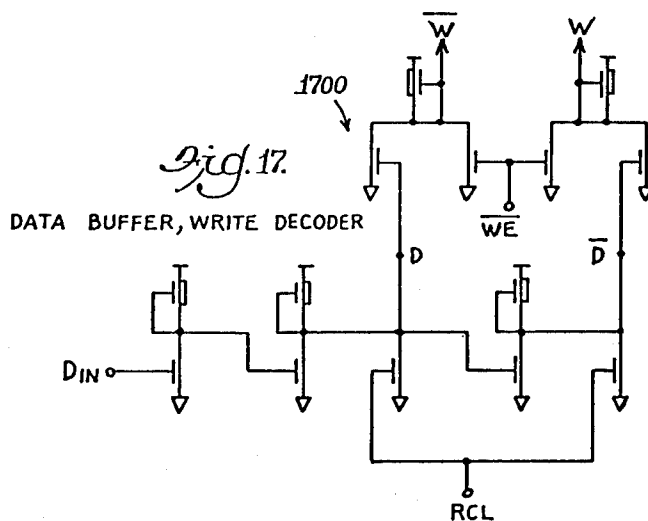 W̅ W
1700
Fig. 17.
DATA BUFFER, WRITE DECODER
W̅E̅
D D̅
DIN
RCL